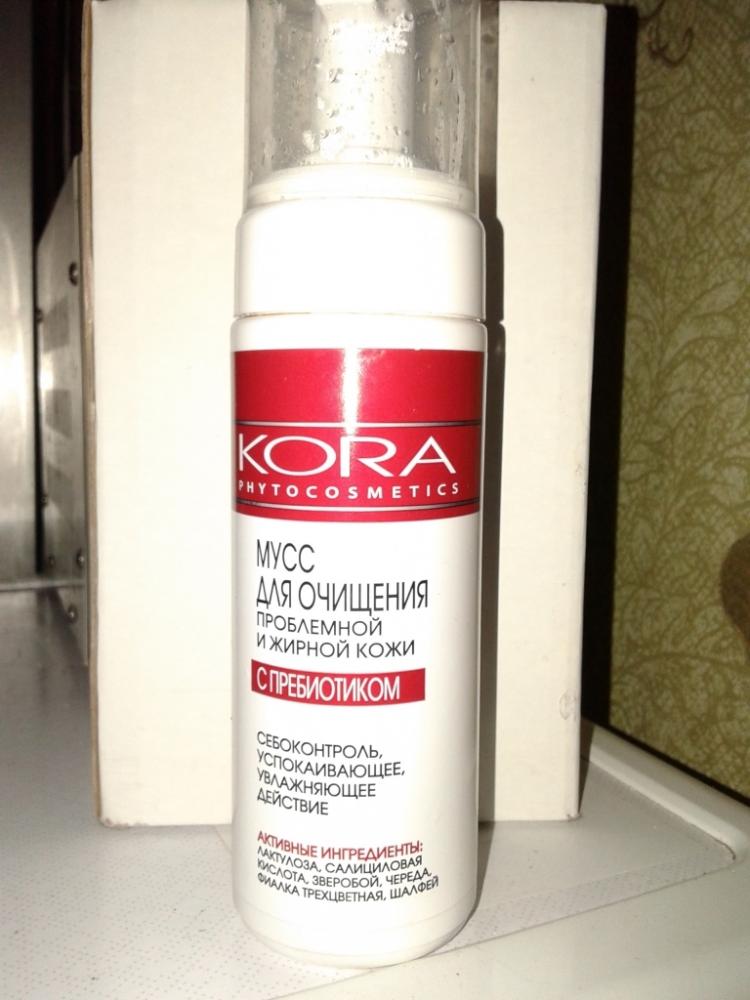 KORA
PHYTOCOSMETICS
МУСС
ДЛЯ ОЧИЩЕНИЯ
ПРОБЛЕМНОЙ
И ЖИРНОЙ КОЖИ
С ПРЕБИОТИКОМ
СЕБОКОНТРОЛЬ,
УСПОКАИВАЮЩЕЕ,
УВЛАЖНЯЮЩЕЕ
ДЕЙСТВИЕ
АКТИВНЫЕ ИНГРЕДИЕНТЫ:
ЛАКТУЛОЗА, САЛИЦИЛОВАЯ
КИСЛОТА, ЗВЕРОБОЙ, ЧЕРЕДА,
ФИАЛКА ТРЕХЦВЕТНАЯ, ШАЛФЕЙ